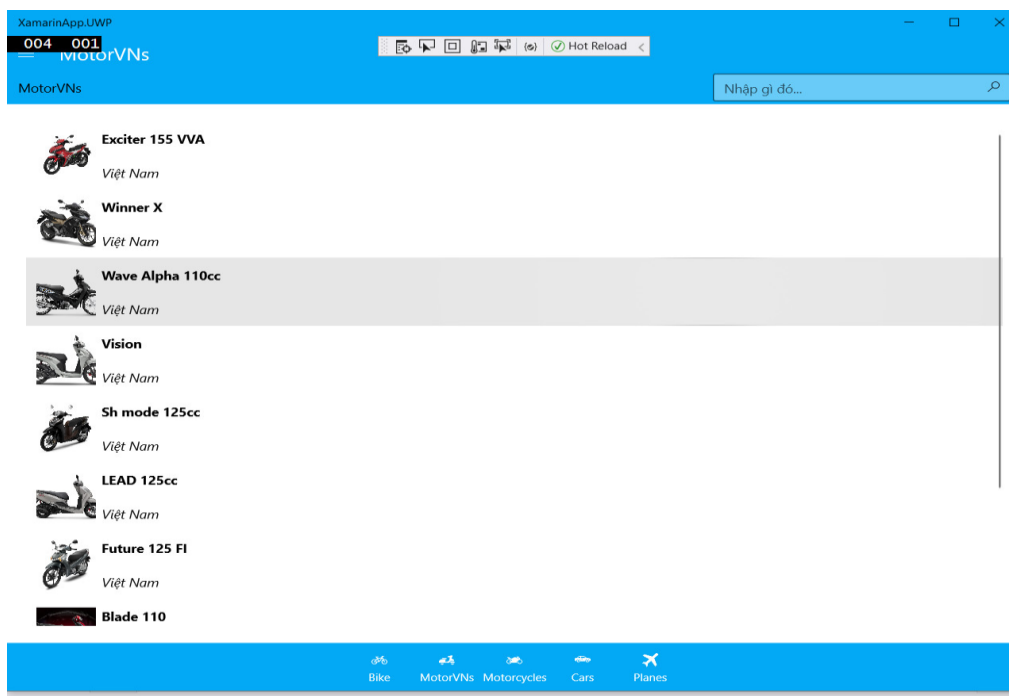 XamarinApp.UWP
004 001
Hot Reload
MotorVNs
MotorVNs
Nhập gì đó...
Exciter 155 VVA
Việt Nam
Winner X
Việt Nam
Wave Alpha 110cc
Việt Nam
Vision
Việt Nam
Sh mode 125cc
Việt Nam
LEAD 125cc
Việt Nam
Future 125 FI
Việt Nam
Blade 110
Bike MotorVNs Motorcycles Cars Planes